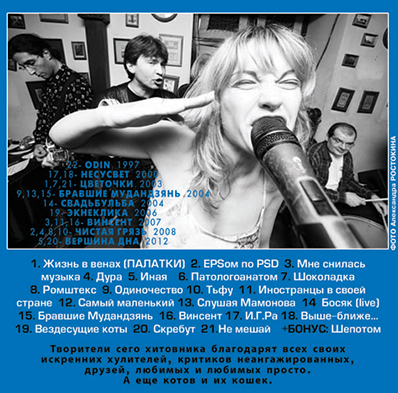 22- ODIN. 1997
17,18- НЕСУСВЕТ 2000
1,7,21- ЦВЕТОЧКИ. 2003
9,13,15- БРАВШИЕ МУДАНДЗЯНЬ. 2004
14- СВАДЬБУЛЬБА. 2004
19- ЭКНЕКЛИКА. 2006
3,11,16- ВИНСЕНТ. 2007
2,4,8,10- ЧИСТАЯ ГРЯЗЬ. 2008
5,20- ВЕРШИНА ДНА. 2012
ФОТО Александра РОСТОКИНА
1. Жизнь в венах (ПАЛАТКИ) 2. EPSом по PSD 3. Мне снилась
музыка 4. Дура 5. Иная 6. Патологоанатом 7. Шоколадка
8. Ромштекс 9. Одиночество 10. Тьфу 11. Иностранцы в своей
стране 12. Самый маленький 13. Слушая Мамонова 14 Босяк (live)
15. Бравшие Мудандзянь 16. Винсент 17. И.Г.Ра 18. Выше-ближе...
19. Вездесущие коты 20. Скребут 21.Не мешай +БОНУС: Шепотом
Творители сего хитовника благодарят всех своих
искренних хулителей, критиков неангажированных,
друзей, любимых и любимых просто.
А еще котов и их кошек.